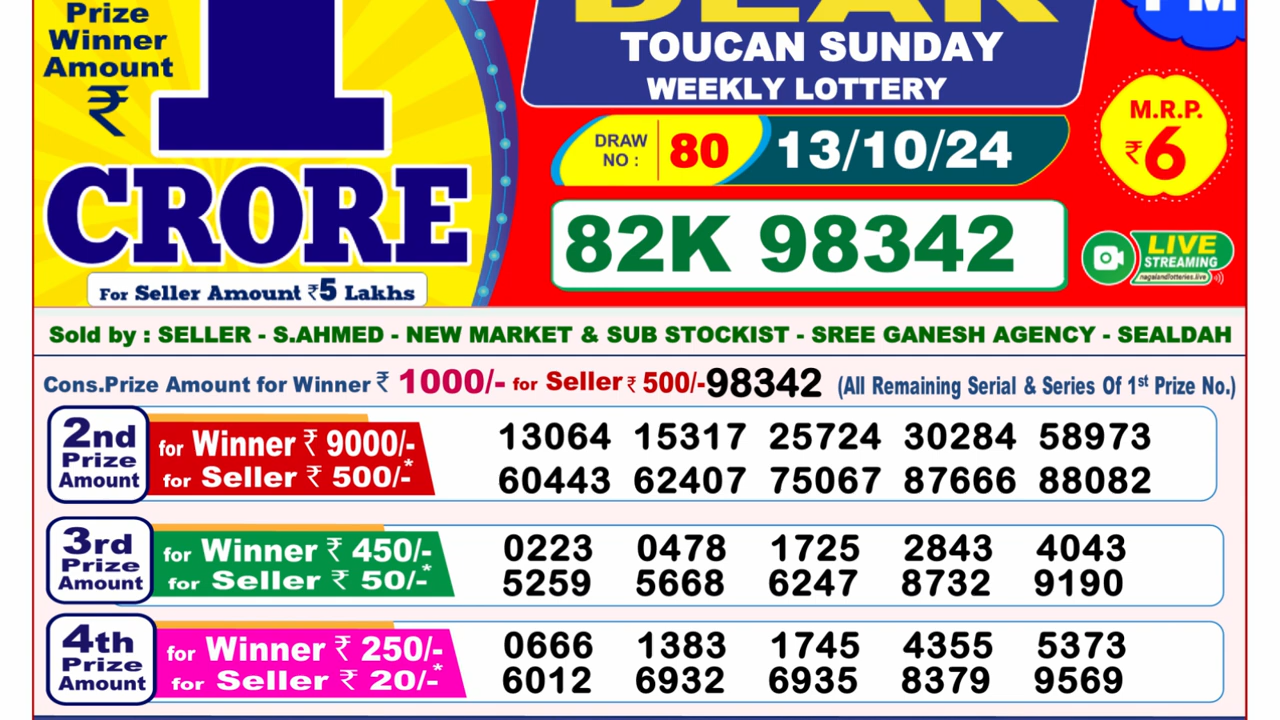 Prize
Winner
Amount
₹
1
CRORE
For Seller Amount ₹5 Lakhs
DEAR
TOUCAN SUNDAY
WEEKLY LOTTERY
PM
DRAW
NO :
80
13/10/24
M.R.P.
₹6
82K 98342
LIVE
STREAMING
nagalandlotteries.live
Sold by : SELLER - S.AHMED - NEW MARKET & SUB STOCKIST - SREE GANESH AGENCY - SEALDAH
Cons.Prize Amount for Winner ₹ 1000/- for Seller ₹ 500/-98342 (All Remaining Serial & Series Of 1st Prize No.)
2nd
Prize
Amount
for Winner ₹ 9000/-
for Seller ₹ 500/-*
13064 15317 25724 30284 58973
60443 62407 75067 87666 88082
3rd
Prize
Amount
for Winner ₹ 450/-
for Seller ₹ 50/-*
0223 0478 1725 2843 4043
5259 5668 6247 8732 9190
4th
Prize
Amount
for Winner ₹ 250/-
for Seller ₹ 20/-*
0666 1383 1745 4355 5373
6012 6932 6935 8379 9569